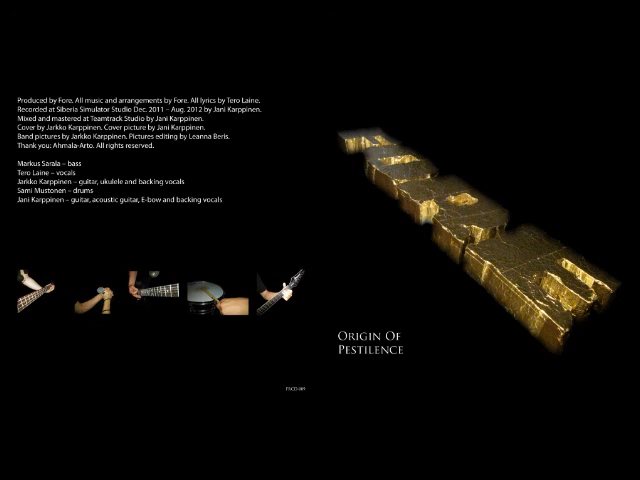 Produced by Fore. All music and arrangements by Fore. All lyrics by Tero Laine.
Recorded at Siberia Simulator Studio Dec. 2011 – Aug. 2012 by Jani Karppinen.
Mixed and mastered at Teamtrack Studio by Jani Karppinen.
Cover by Jarkko Karppinen. Cover picture by Jani Karppinen.
Band pictures by Jarkko Karppinen. Pictures editing by Leanna Beris.
Thank you: Ahmala-Arto. All rights reserved.
Markus Sarala – bass
Tero Laine – vocals
Jarkko Karppinen – guitar, ukulele and backing vocals
Sami Mustonen – drums
Jani Karppinen – guitar, acoustic guitar, E-bow and backing vocals
FORE
Origin Of
Pestilence